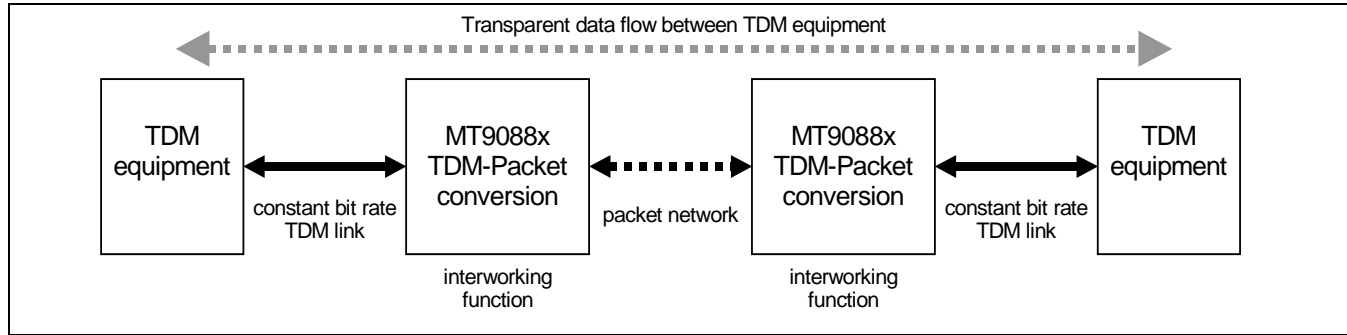 Transparent data flow between TDM equipment
TDM
equipment
constant bit rate
TDM link
MT9088x
TDM-Packet
conversion
interworking
function
packet network
MT9088x
TDM-Packet
conversion
interworking
function
constant bit rate
TDM link
TDM
equipment